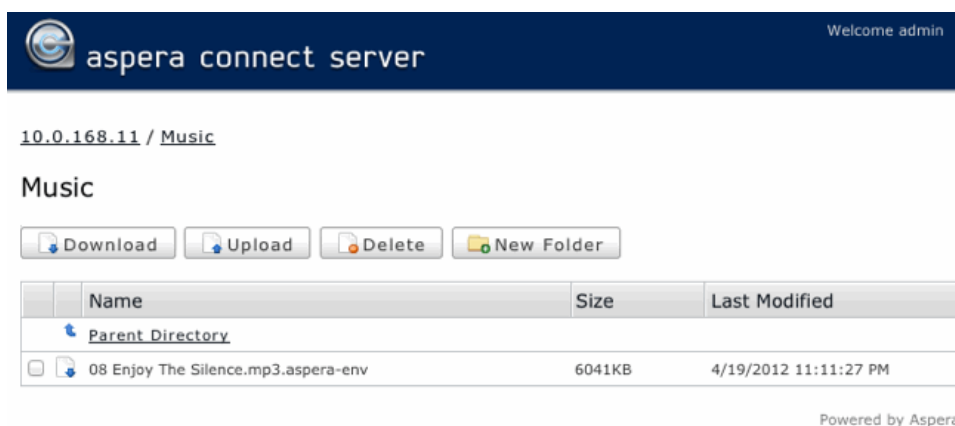 Welcome admin
aspera connect server
10.0.168.11 / Music
Music
Download Upload Delete New Folder
Name Size Last Modified
Parent Directory
08 Enjoy The Silence.mp3.aspera-env 6041KB 4/19/2012 11:11:27 PM
Powered by Aspera